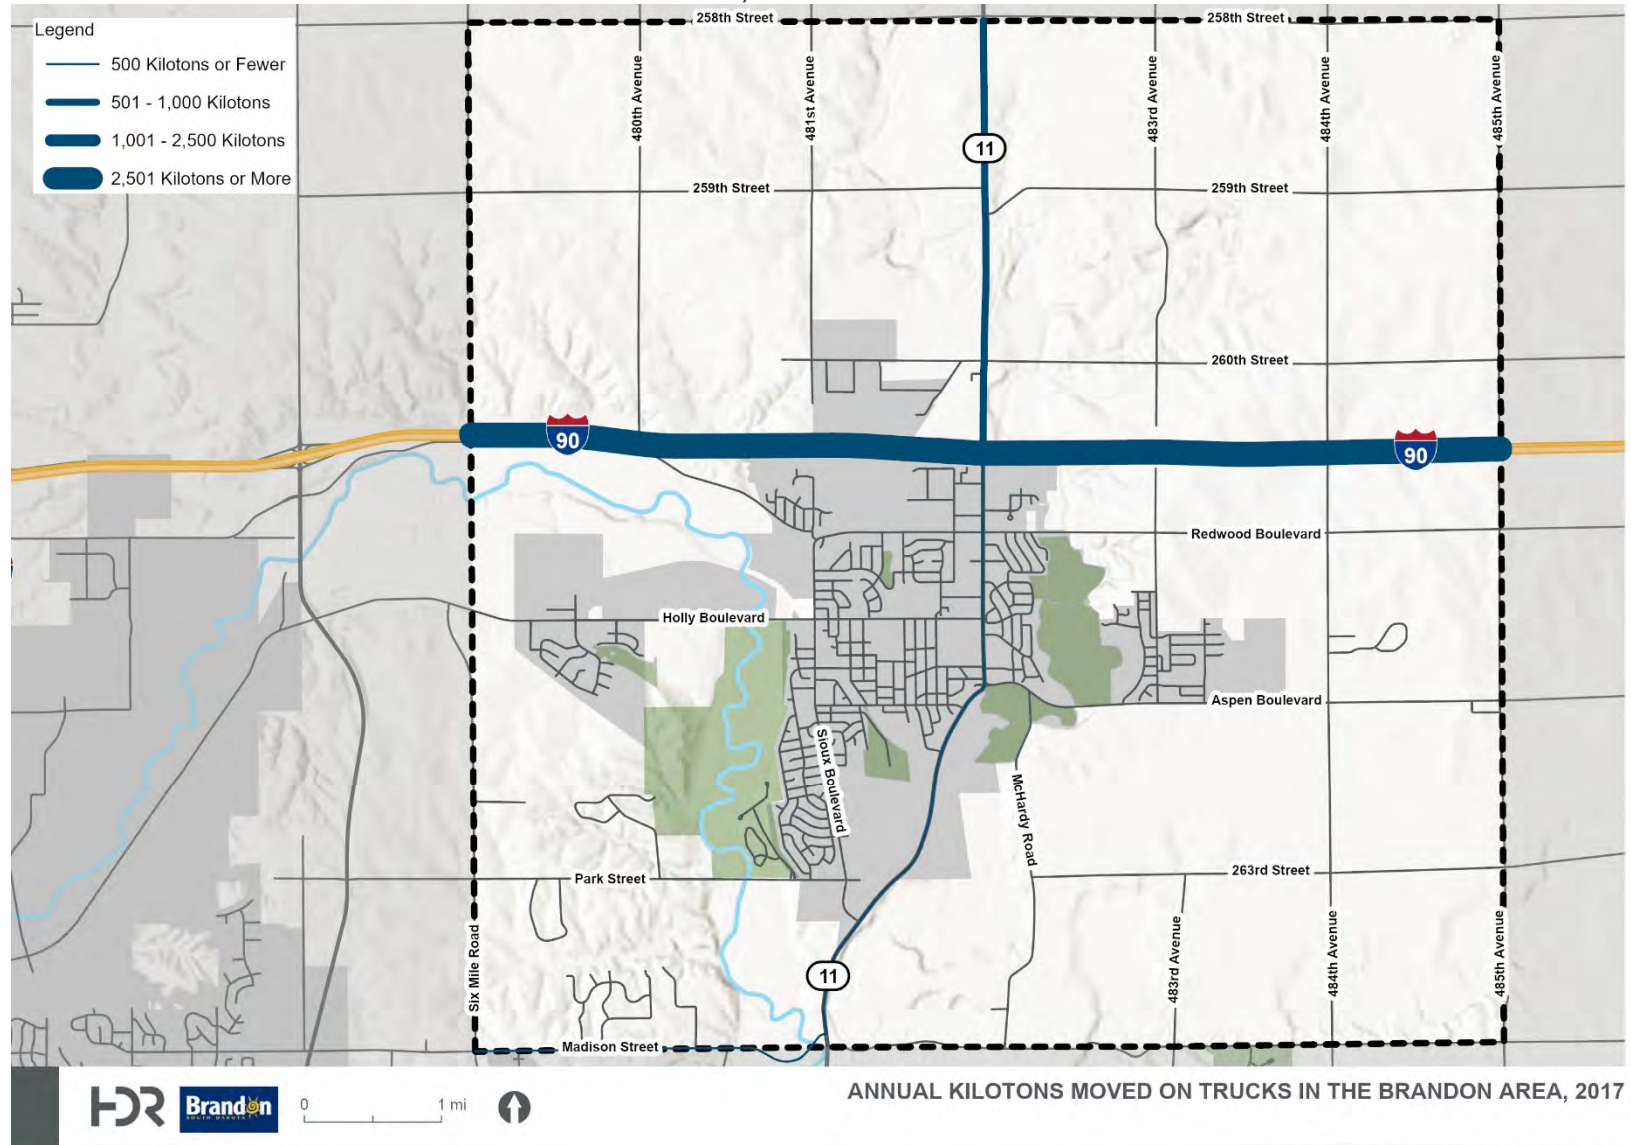 258th Street
258th Street
Legend
500 Kilotons or Fewer
501 - 1,000 Kilotons
1,001 - 2,500 Kilotons
2,501 Kilotons or More
480th Avenue
481st Avenue
483rd Avenue
484th Avenue
485th Avenue
11
259th Street
259th Street
260th Street
90
90
Redwood Boulevard
Holly Boulevard
Aspen Boulevard
Sioux Boulevard
McHardy Road
Park Street
263rd Street
Six Mile Road
483rd Avenue
484th Avenue
485th Avenue
11
Madison Street
HDR
Brandon
SOUTH DAKOTA
0 1 mi
ANNUAL KILOTONS MOVED ON TRUCKS IN THE BRANDON AREA, 2017